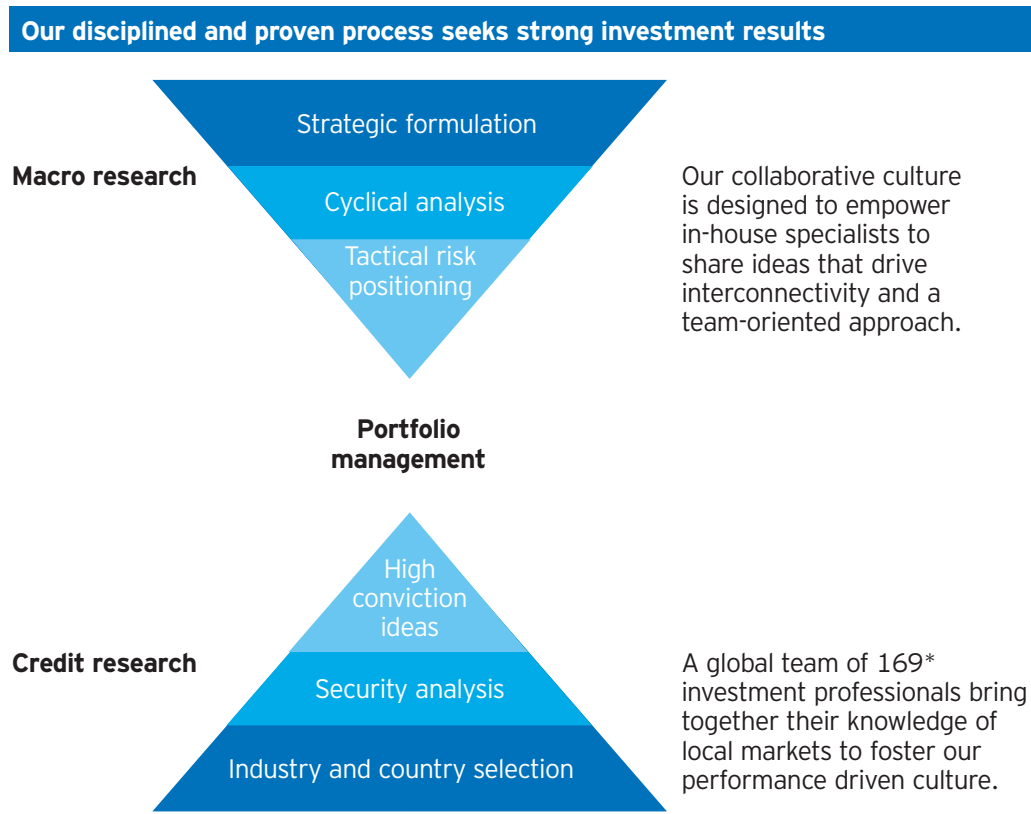 Our disciplined and proven process seeks strong investment results
Strategic formulation
Macro research
Cyclical analysis
Tactical risk
positioning
Our collaborative culture
is designed to empower
in-house specialists to
share ideas that drive
interconnectivity and a
team-oriented approach.
Portfolio
management
High
conviction
ideas
Credit research
Security analysis
Industry and country selection
A global team of 169*
investment professionals bring
together their knowledge of
local markets to foster our
performance driven culture.